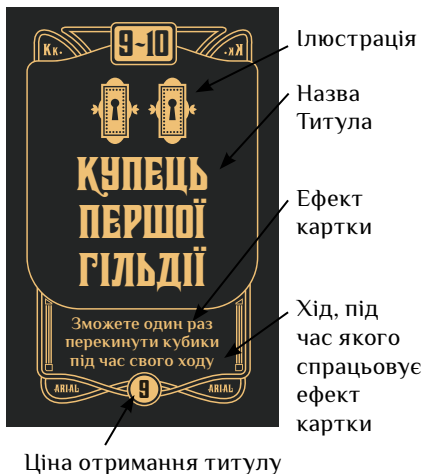 Кк.
9~10
Кк.
Ілюстрація
Назва
Титула
КУПЕЦЬ
ПЕРШОЇ
ГІЛЬДІЇ
Ефект
картки
Зможете один раз
перекинути кубики
під час свого ходу
Хід, під
час якого
спрацьовує
ефект
картки
ARIAL
9
ARIAL
Ціна отримання титулу